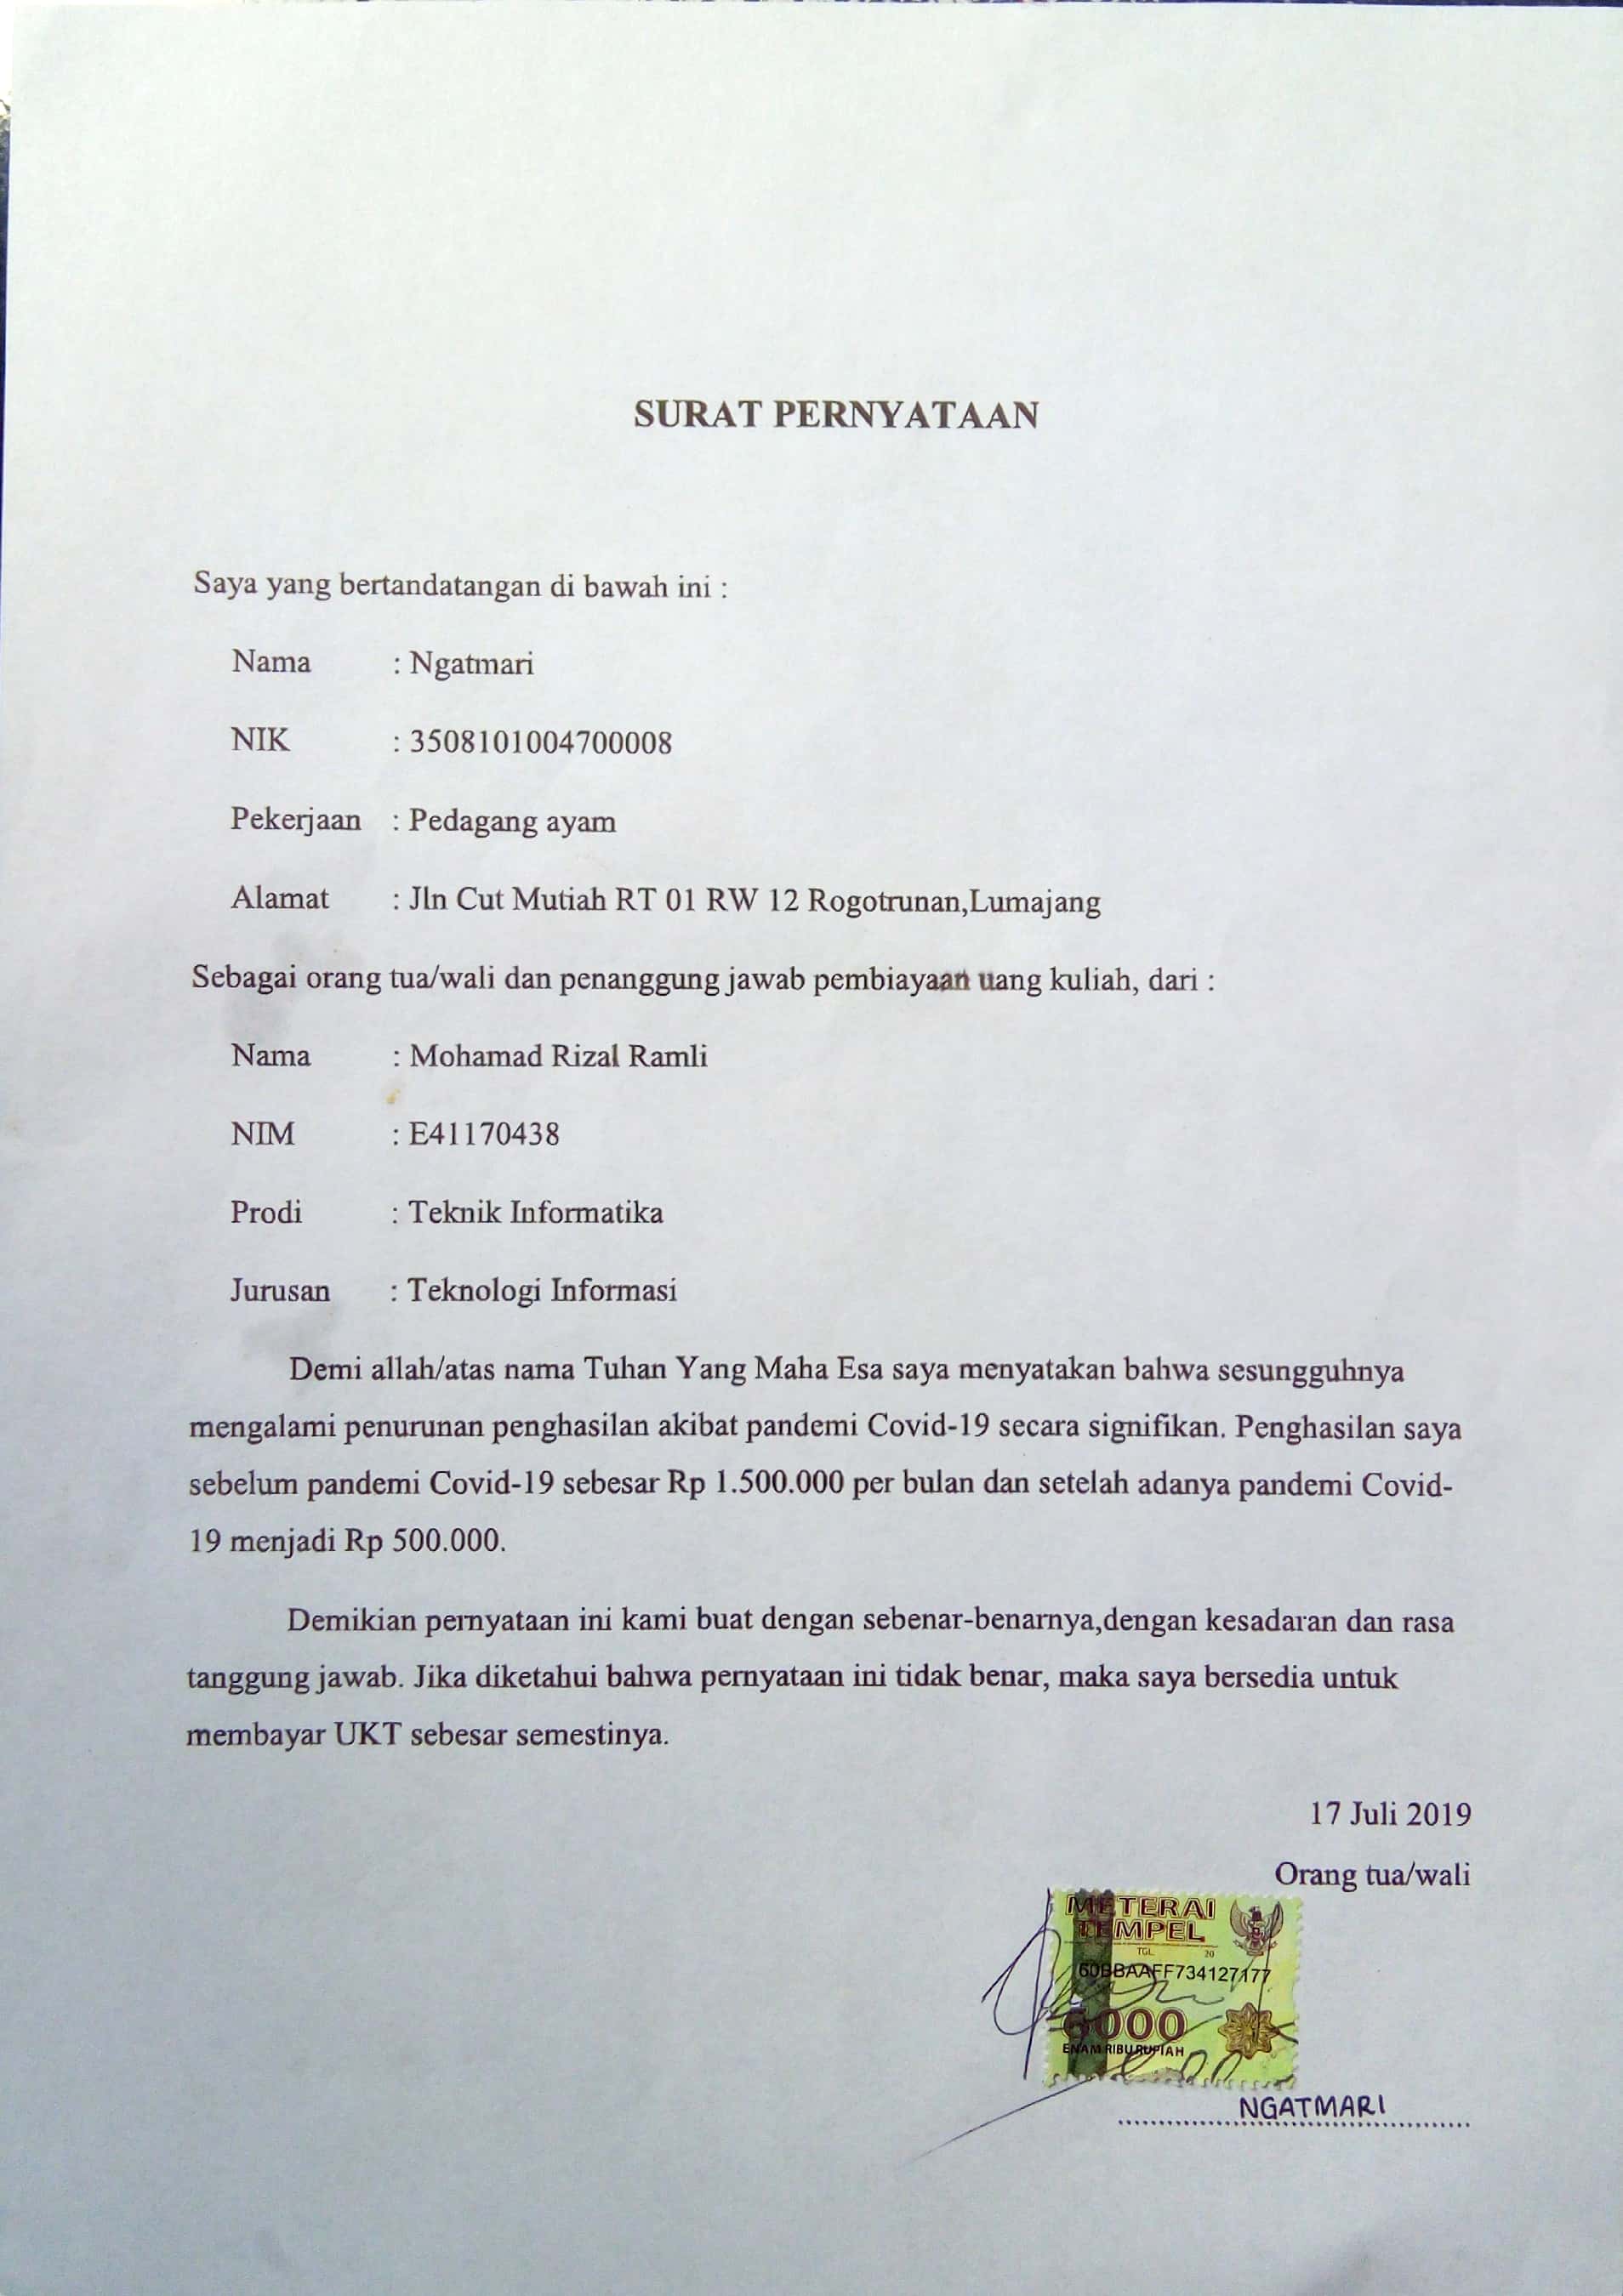 SURAT PERNYATAAN
Saya yang bertandatangan di bawah ini :
Nama : Ngatmari
NIK : 3508101004700008
Pekerjaan : Pedagang ayam
Alamat : Jln Cut Mutiah RT 01 RW 12 Rogotrunan,Lumajang
Sebagai orang tua/wali dan penanggung jawab pembiayaan uang kuliah, dari :
Nama : Mohamad Rizal Ramli
NIM : E41170438
Prodi : Teknik Informatika
Jurusan : Teknologi Informasi
Demi allah/atas nama Tuhan Yang Maha Esa saya menyatakan bahwa sesungguhnya
mengalami penurunan penghasilan akibat pandemi Covid-19 secara signifikan. Penghasilan saya
sebelum pandemi Covid-19 sebesar Rp 1.500.000 per bulan dan setelah adanya pandemi Covid-
19 menjadi Rp 500.000.
Demikian pernyataan ini kami buat dengan sebenar-benarnya,dengan kesadaran dan rasa
tanggung jawab. Jika diketahui bahwa pernyataan ini tidak benar, maka saya bersedia untuk
membayar UKT sebesar semestinya.
17 Juli 2019
Orang tua/wali
METERAI
TEMPEL
TGL. 20
60BBAAFF734127177
6000
ENAM RIBU RUPIAH
NGATMARI